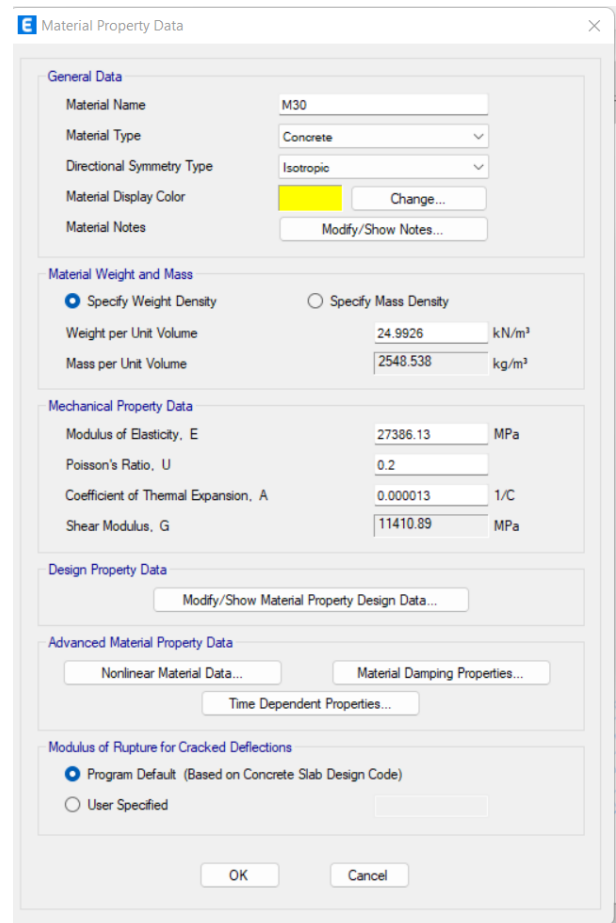 E Material Property Data
General Data
Material Name M30
Material Type Concrete
Directional Symmetry Type Isotropic
Material Display Color Change...
Material Notes Modify/Show Notes...
Material Weight and Mass
Specify Weight Density Specify Mass Density
Weight per Unit Volume 24.9926 kN/m³
Mass per Unit Volume 2548.538 kg/m³
Mechanical Property Data
Modulus of Elasticity, E 27386.13 MPa
Poisson's Ratio, U 0.2
Coefficient of Thermal Expansion, A 0.000013 1/C
Shear Modulus, G 11410.89 MPa
Design Property Data
Modify/Show Material Property Design Data...
Advanced Material Property Data
Nonlinear Material Data... Material Damping Properties...
Time Dependent Properties...
Modulus of Rupture for Cracked Deflections
Program Default (Based on Concrete Slab Design Code)
User Specified
OK Cancel